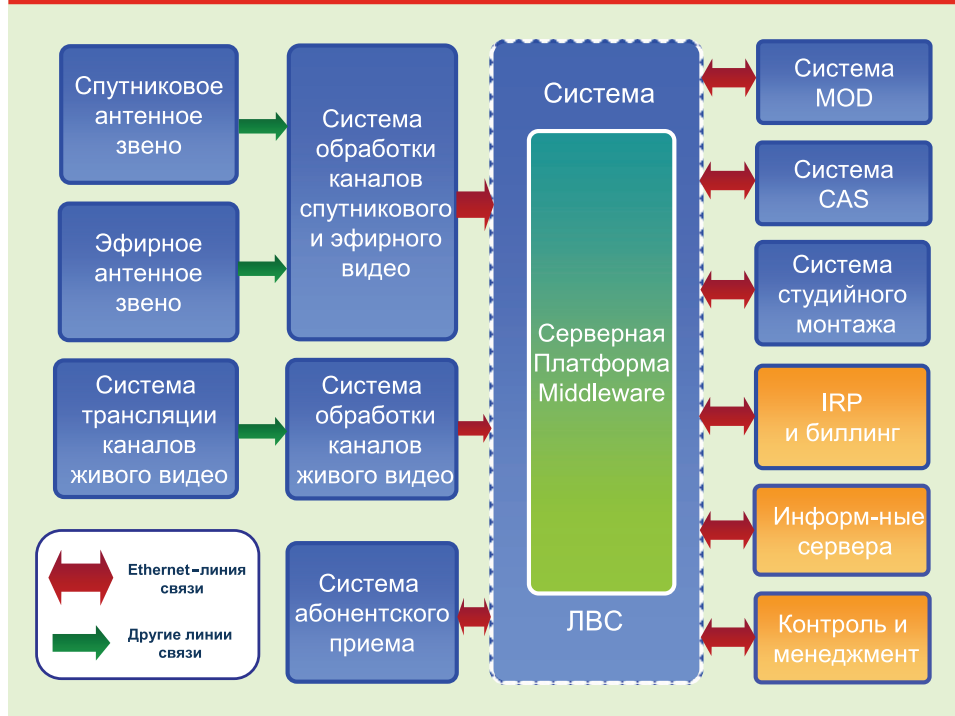 Спутниковое
антенное
звено
Эфирное
антенное
звено
Система
трансляции
каналов
живого видео
Система
обработки
каналов
спутникового
и эфирного
видео
Система
обработки
каналов
живого видео
Система
абонентского
приема
Система
Серверная
Платформа
Middleware
ЛВС
Система
MOD
Система
CAS
Система
студийного
монтажа
IRP
и биллинг
Информ-ные
сервера
Контроль и
менеджмент
Ethernet-линия
связи
Другие линии
связи